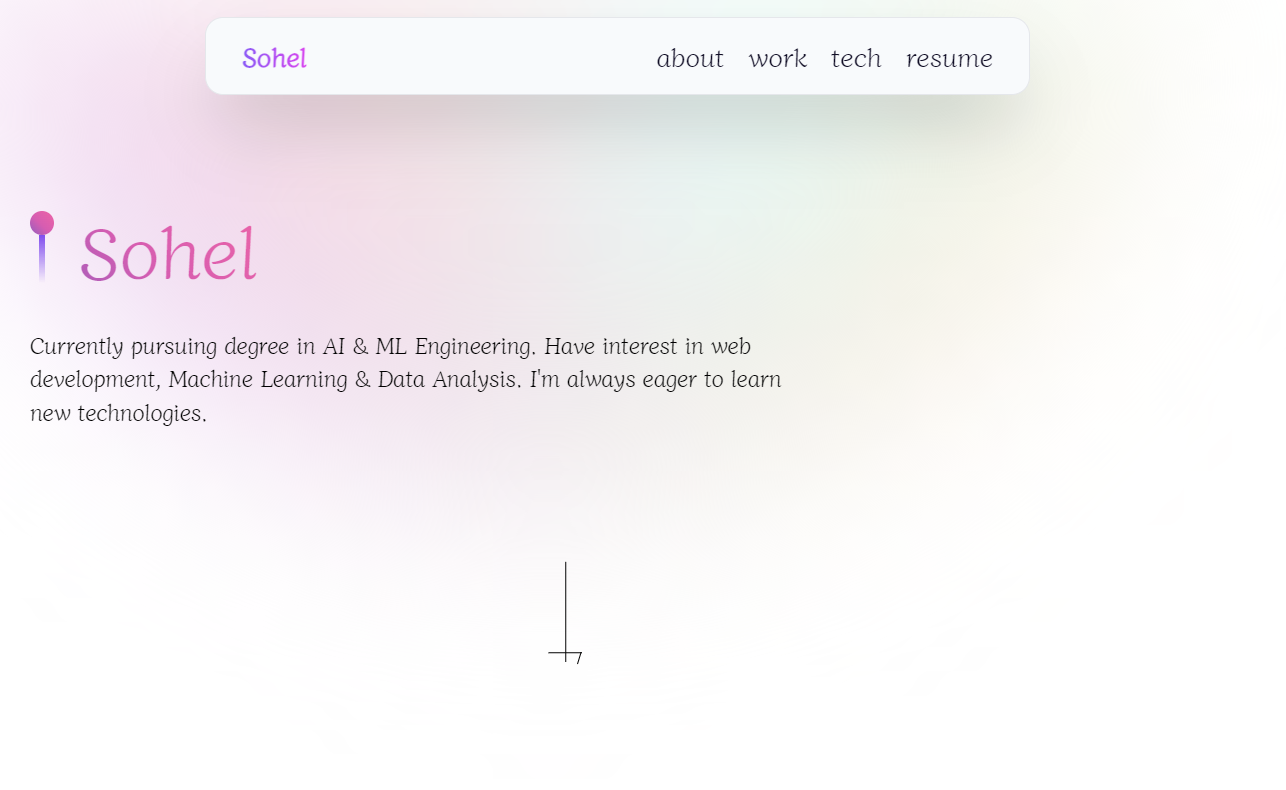 Sohel
about work tech resume
Sohel
Currently pursuing degree in AI & ML Engineering. Have interest in web
development, Machine Learning & Data Analysis. I'm always eager to learn
new technologies.